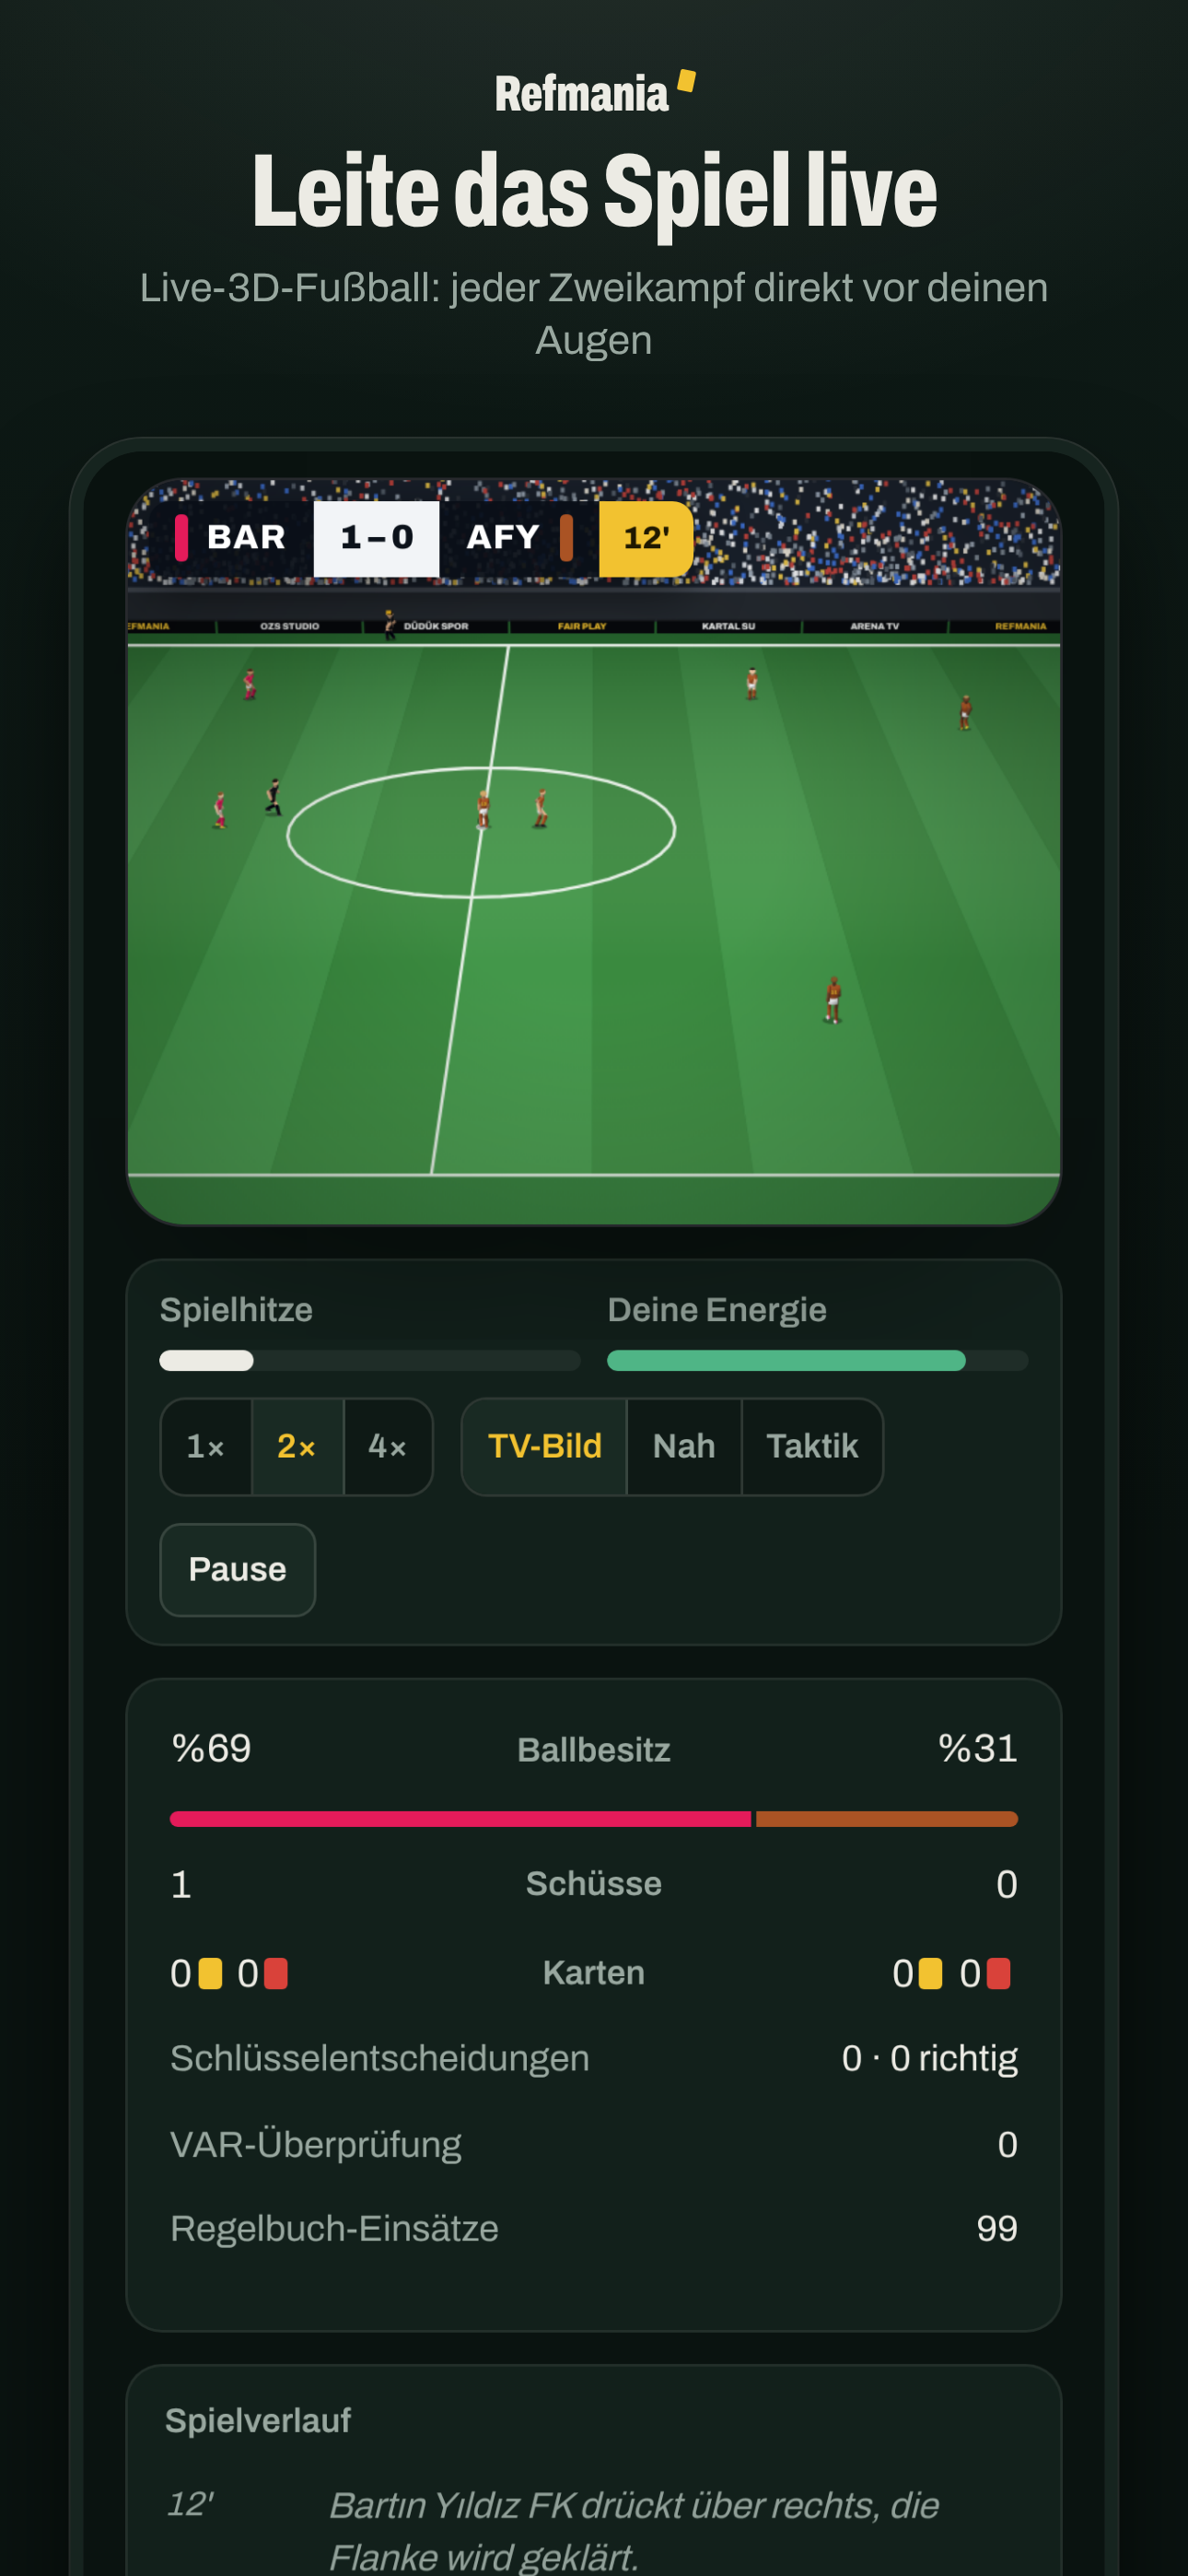 Refmania
Leite das Spiel live
Live-3D-Fußball: jeder Zweikampf direkt vor deinen
Augen
BAR 1–0 AFY 12'
EFMANIA OZS STUDIO DÜDÜK SPOR FAIR PLAY KARTAL SU ARENA TV REFMANIA
Spielhitze Deine Energie
1× 2× 4× TV-Bild Nah Taktik
Pause
%69 Ballbesitz %31
1 Schüsse 0
0 0 Karten 0 0
Schlüsselentscheidungen 0 · 0 richtig
VAR-Überprüfung 0
Regelbuch-Einsätze 99
Spielverlauf
12' Bartın Yıldız FK drückt über rechts, die
Flanke wird geklärt.